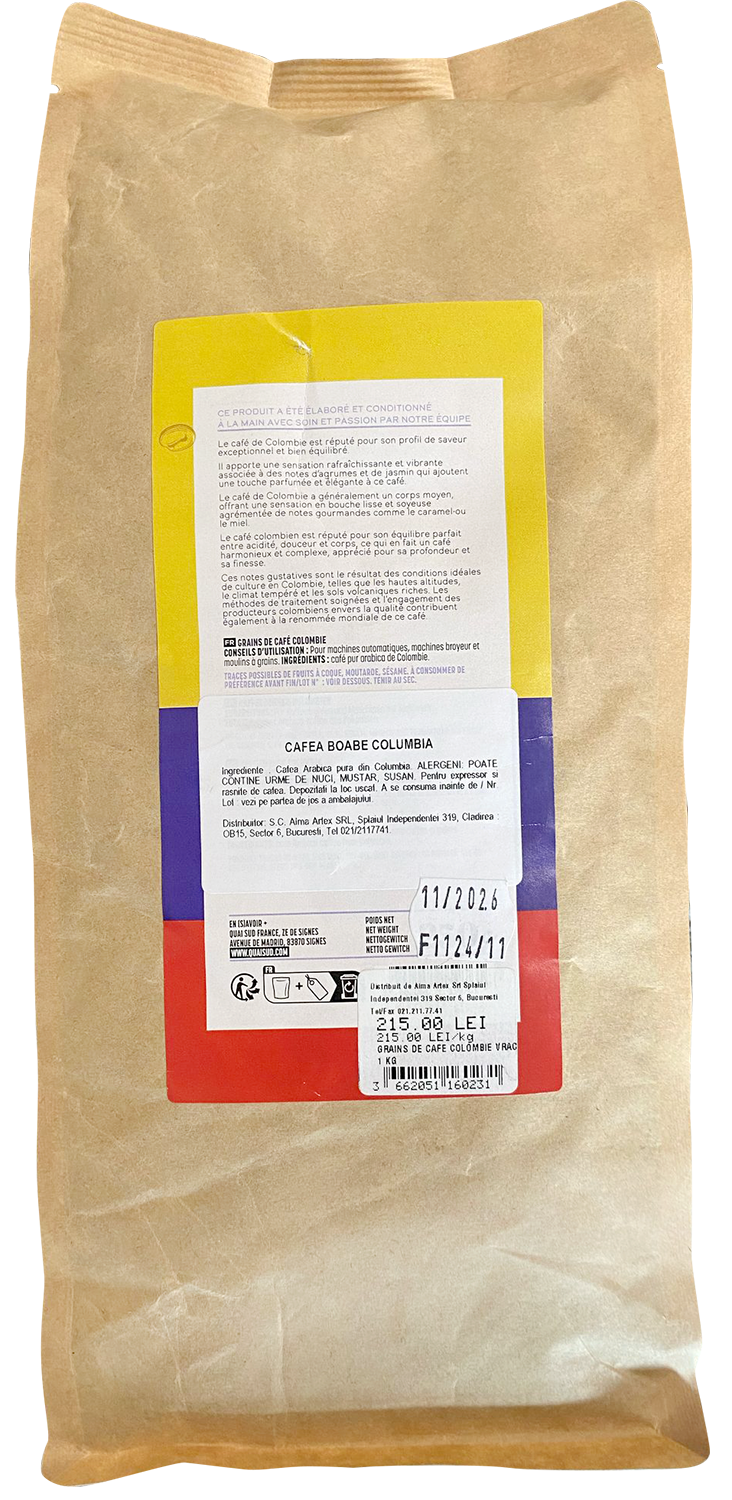 CE PRODUIT A ÉTÉ ÉLABORÉ ET CONDITIONNÉ
À LA MAIN AVEC SOIN ET PASSION PAR NOTRE ÉQUIPE
Le café de Colombie est réputé pour son profil de saveur
exceptionnel et bien équilibré.
Il apporte une sensation rafraîchissante et vibrante
associée à des notes d'agrumes et de jasmin qui ajoutent
une touche parfumée et élégante à ce café.
Le café de Colombie a généralement un corps moyen,
offrant une sensation en bouche lisse et soyeuse
agrémentée de notes gourmandes comme le caramel ou
le miel.
Le café colombien est réputé pour son équilibre parfait
entre acidité, douceur et corps, ce qui en fait un café
harmonieux et complexe, apprécié pour sa profondeur et
sa finesse.
Ces notes gustatives sont le résultat des conditions idéales
de culture en Colombie, telles que les hautes altitudes,
le climat tempéré et les sols volcaniques riches. Les
méthodes de traitement soignées et l'engagement des
producteurs colombiens envers la qualité contribuent
également à la renommée mondiale de ce café.
FR GRAINS DE CAFÉ COLOMBIE
CONSEILS D'UTILISATION : Pour machines automatiques, machines broyeur et
moulins à grains. INGRÉDIENTS : café pur arabica de Colombie.
TRACES POSSIBLES DE FRUITS À COQUE, MOUTARDE, SÉSAME. À CONSOMMER DE
PRÉFÉRENCE AVANT FIN/LOT N° : VOIR DESSOUS. TENIR AU SEC.
CAFEA BOABE COLUMBIA
Ingrediente : Cafea Arabica pura din Columbia. ALERGENI: POATE
CONTINE URME DE NUCI, MUSTAR, SUSAN. Pentru expressor si
rasnite de cafea. Depozitati la loc uscat. A se consuma inainte de / Nr
Lot : vezi pe partea de jos a ambalajului.
Distribuitor: S.C. Alma Artex SRL, Splaiul Independentei 319, Cladirea
OB15, Sector 6, Bucuresti, Tel 021/2117741.
11/2026
F1124/11
EN (S)AVOIR +
QUAI SUD FRANCE, ZE DE SIGNES
AVENUE DE MADRID, 83870 SIGNES
WWW.QUAISUD.COM
POIDS NET
NET WEIGHT
NETTOGEWITCH
NETTO GEWITCH
FR
Distribuit de Alma Artex Srl Splaiul
Independentei 319 Sector 6, Bucuresti
Tel/Fax 021.211.77.41
215.00 LEI
215.00 LEI/kg
GRAINS DE CAFE COLOMBIE VRAC
1 KG
3 662051 160231